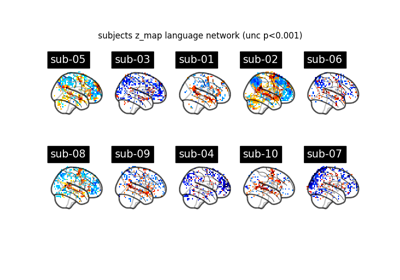 subjects z_map language network (unc p<0.001)
sub-05 sub-03 sub-01 sub-02 sub-06
sub-08 sub-09 sub-04 sub-10 sub-07